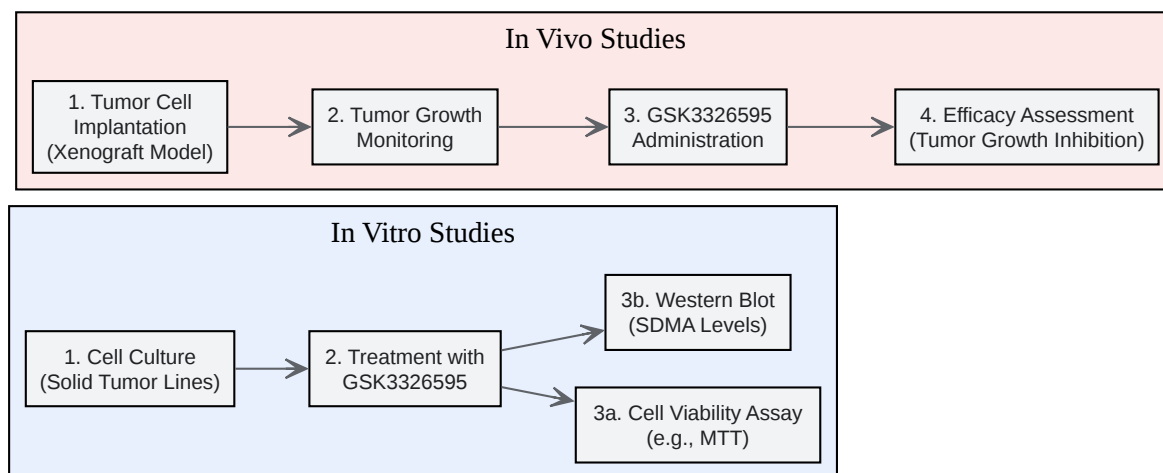 In Vivo Studies
1. Tumor Cell
Implantation
(Xenograft Model)
2. Tumor Growth
Monitoring
3. GSK3326595
Administration
4. Efficacy Assessment
(Tumor Growth Inhibition)
In Vitro Studies
1. Cell Culture
(Solid Tumor Lines)
2. Treatment with
GSK3326595
3b. Western Blot
(SDMA Levels)
3a. Cell Viability Assay
(e.g., MTT)